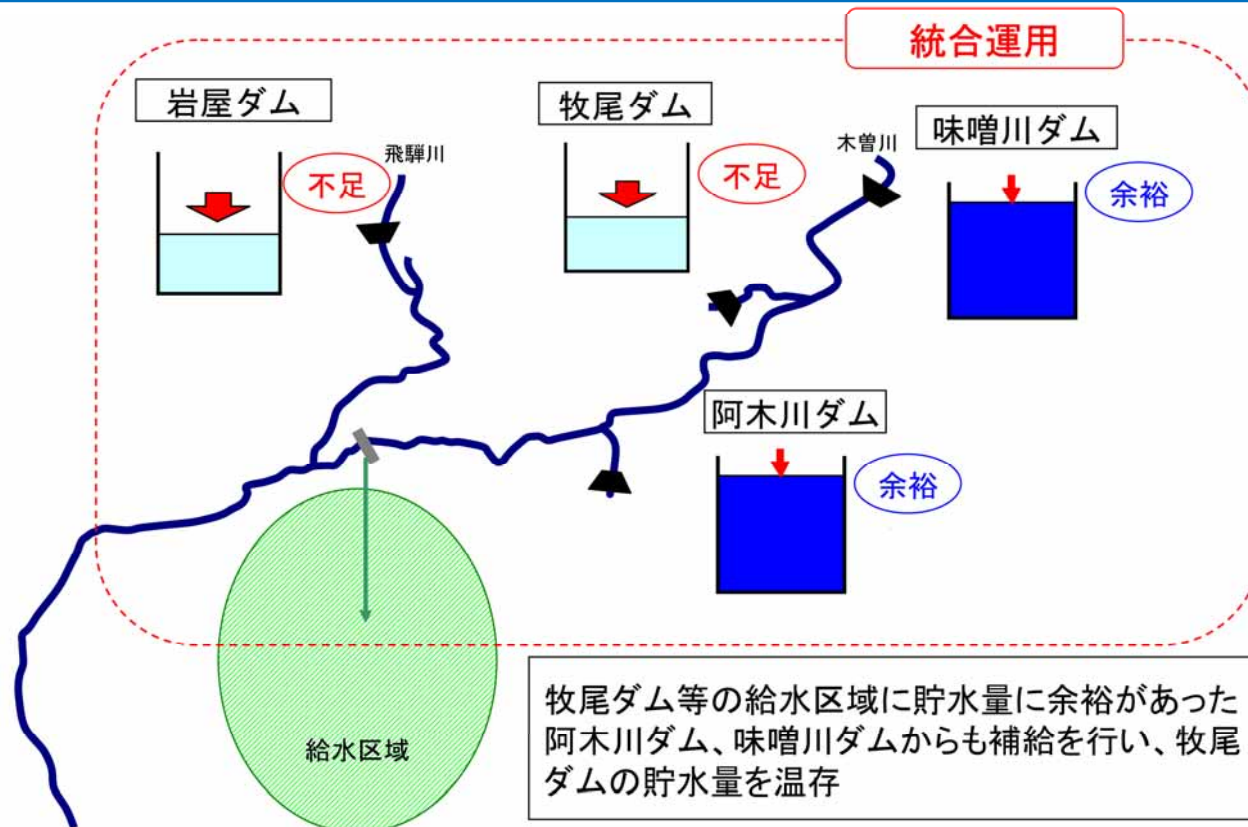 統合運用
岩屋ダム
牧尾ダム
味噌川ダム
不足
飛騨川
不足
木曽川
余裕
阿木川ダム
余裕
給水区域
牧尾ダム等の給水区域に貯水量に余裕があった
阿木川ダム、味噌川ダムからも補給を行い、牧尾
ダムの貯水量を温存